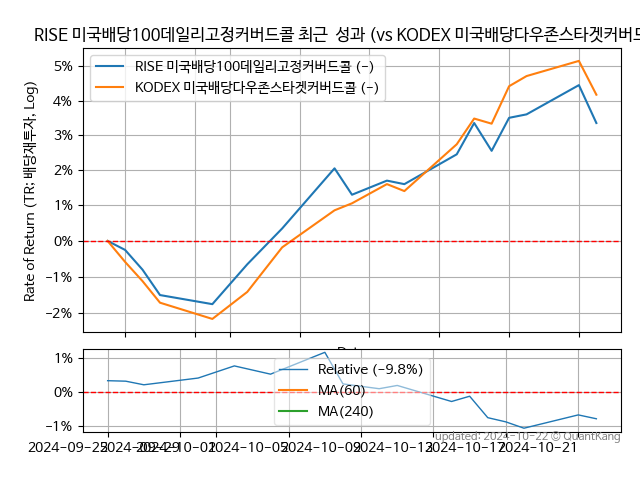 RISE 미국배당100데일리고정커버드콜 최근 성과 (vs KODEX 미국배당다우존스타겟커버드
Rate of Return (TR: 배당재투자, Log)
5%
4%
3%
2%
1%
0%
-1%
-2%
RISE 미국배당100데일리고정커버드콜 (-)
KODEX 미국배당다우존스타겟커버드콜 (-)
1%
0%
-1%
Relative (-9.8%)
MA(60)
MA(240)
2024-09-25 2024-09-29 2024-10-01 2024-10-05 2024-10-09 2024-10-13 2024-10-17 2024-10-21
updated: 2024-10-22 © QuantKang